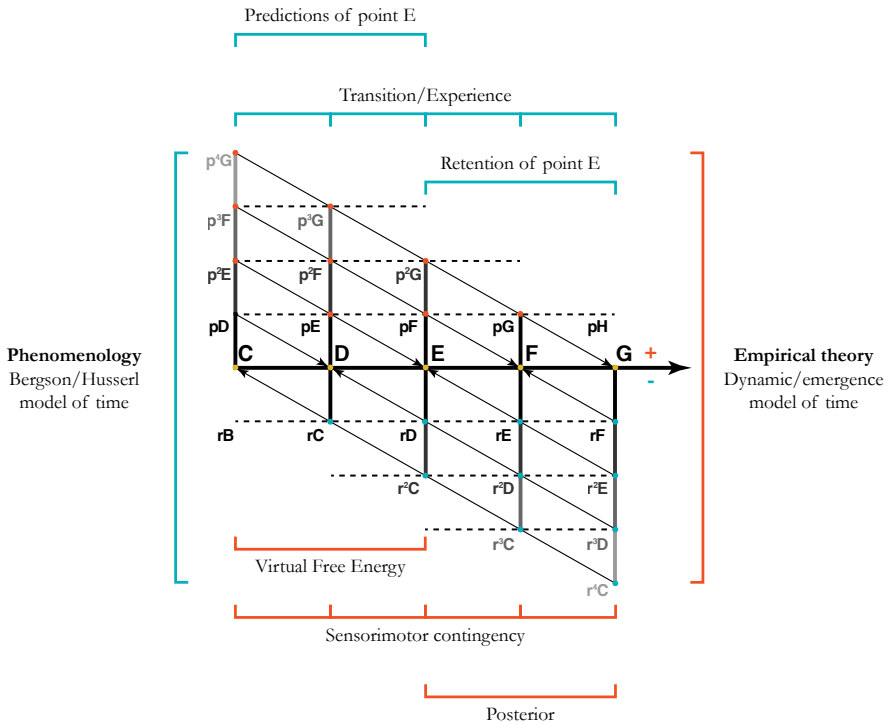 Predictions of point E
Transition/Experience
Retention of point E
p⁴G
p³F p³G
p²E p²F p²G
pD pE pF pG pH
C D E F G +
-
Phenomenology
Bergson/Husserl
model of time
Empirical theory
Dynamic/emergence
model of time
rB rC rD rE rF
r²C r²D r²E
r³C r³D
r⁴C
Virtual Free Energy
Sensorimotor contingency
Posterior